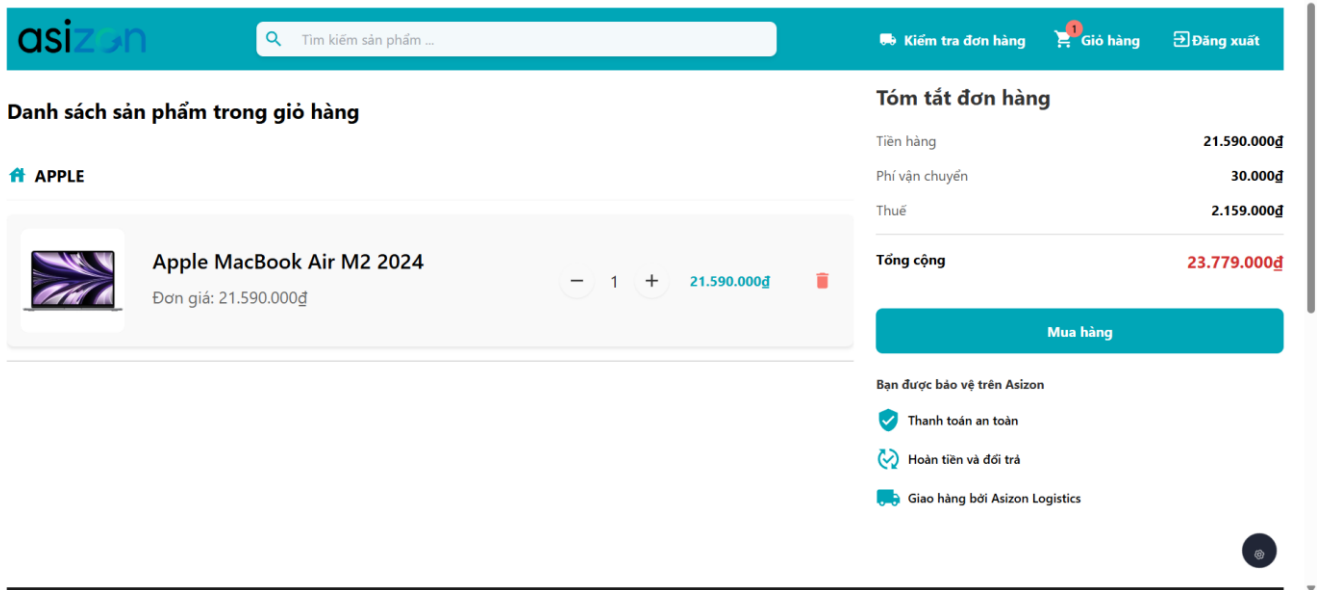 asizon
Tìm kiếm sản phẩm ...
Kiểm tra đơn hàng
1
Giỏ hàng
Đăng xuất
Danh sách sản phẩm trong giỏ hàng
APPLE
Apple MacBook Air M2 2024
Đơn giá: 21.590.000₫
1
21.590.000₫
Tóm tắt đơn hàng
Tiền hàng 21.590.000₫
Phí vận chuyển 30.000₫
Thuế 2.159.000₫
Tổng cộng 23.779.000₫
Mua hàng
Bạn được bảo vệ trên Asizon
Thanh toán an toàn
Hoàn tiền và đổi trả
Giao hàng bởi Asizon Logistics